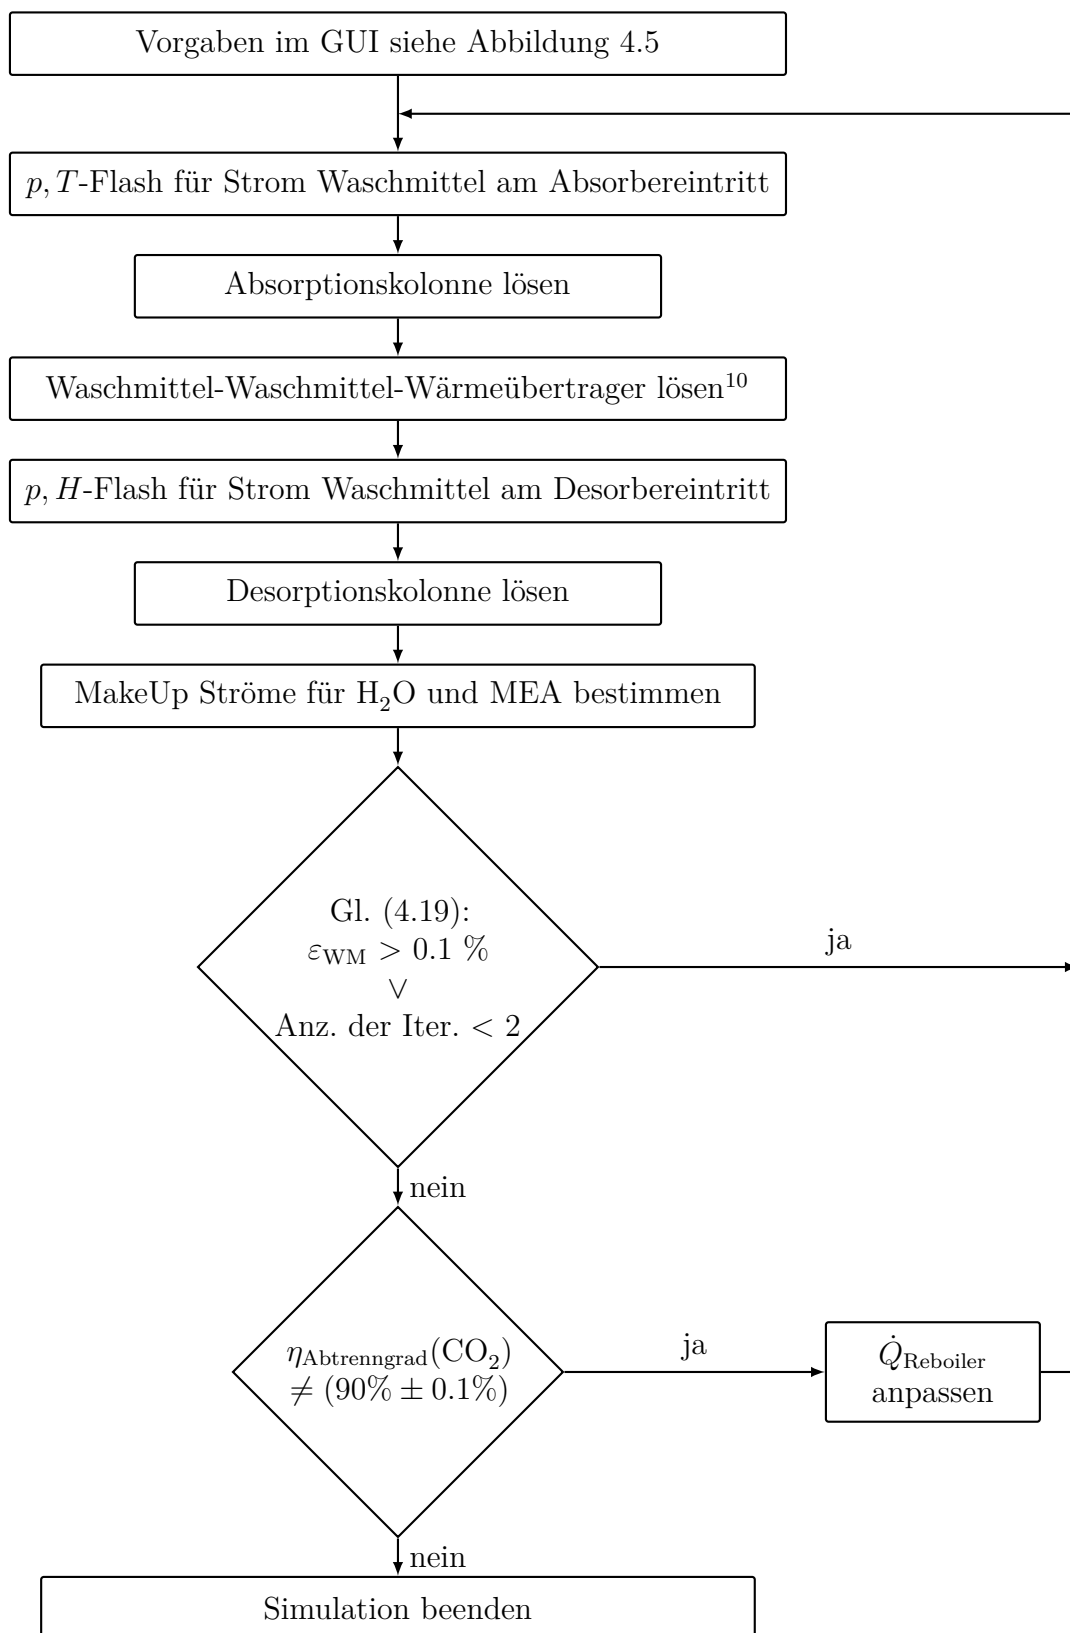 Vorgaben im GUI siehe Abbildung 4.5
p, T-Flash für Strom Waschmittel am Absorbereintritt
Absorptionskolonne lösen
Waschmittel-Waschmittel-Wärmeübertrager lösen¹⁰
p, H-Flash für Strom Waschmittel am Desorbereintritt
Desorptionskolonne lösen
MakeUp Ströme für H₂O und MEA bestimmen
Gl. (4.19):
ε_WM > 0.1 %
∨
Anz. der Iter. < 2
ja
nein
η_Abtrenngrad(CO₂)
≠ (90% ± 0.1%)
ja
Q̇_Reboiler
anpassen
nein
Simulation beenden